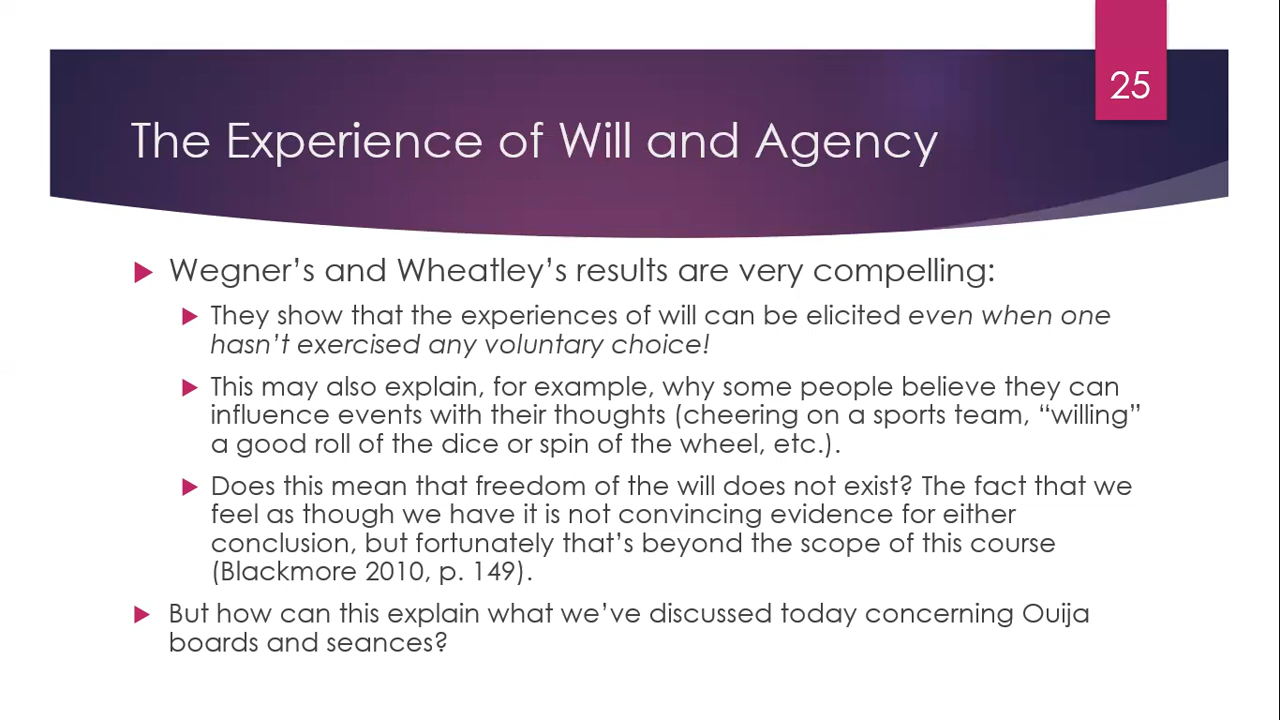 25
The Experience of Will and Agency
Wegner’s and Wheatley’s results are very compelling:
They show that the experiences of will can be elicited even when one
hasn’t exercised any voluntary choice!
This may also explain, for example, why some people believe they can
influence events with their thoughts (cheering on a sports team, “willing”
a good roll of the dice or spin of the wheel, etc.).
Does this mean that freedom of the will does not exist? The fact that we
feel as though we have it is not convincing evidence for either
conclusion, but fortunately that’s beyond the scope of this course
(Blackmore 2010, p. 149).
But how can this explain what we’ve discussed today concerning Ouija
boards and seances?